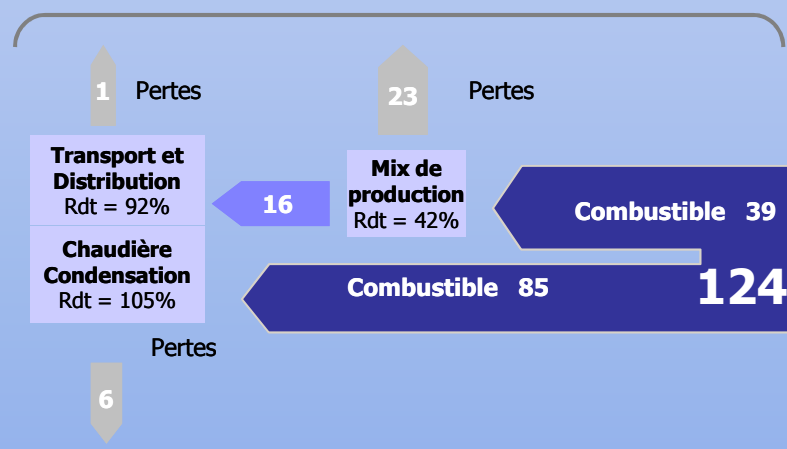 1
Pertes
23
Pertes
Transport et
Distribution
Rdt = 92%
16
Mix de
production
Rdt = 42%
Combustible 39
Chaudière
Condensation
Rdt = 105%
Combustible 85
124
Pertes
6